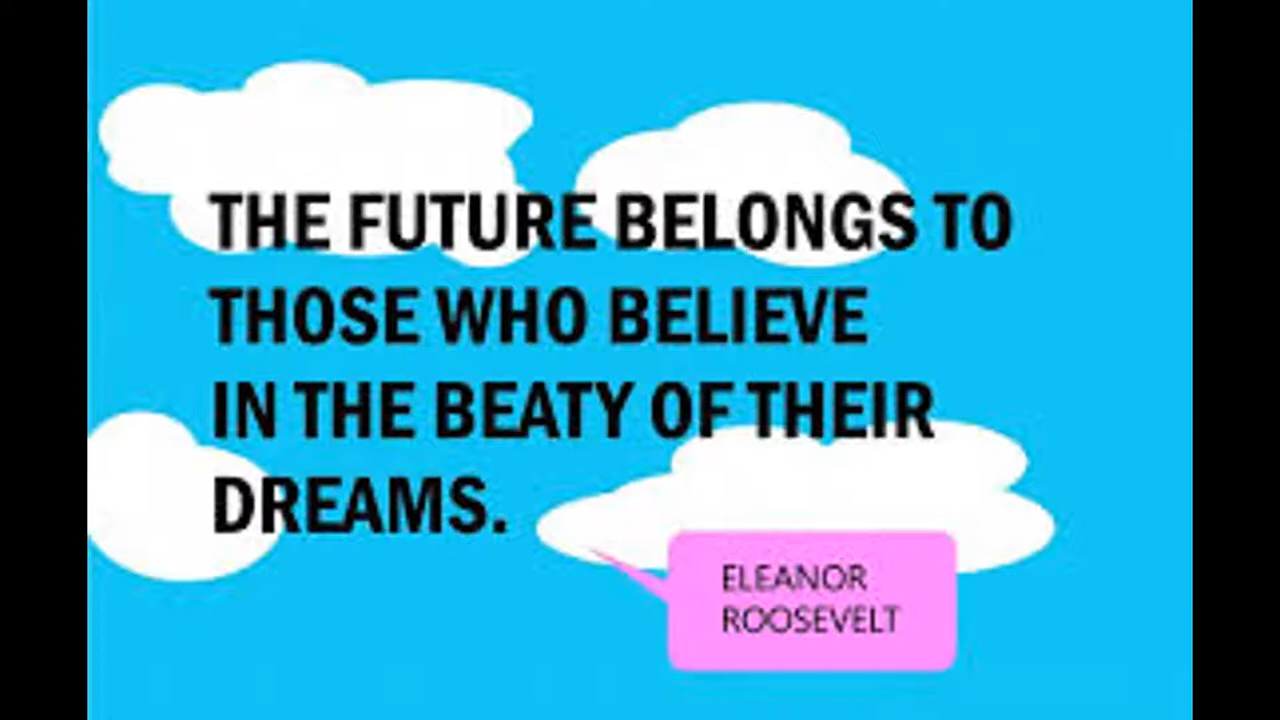 THE FUTURE BELONGS TO
THOSE WHO BELIEVE
IN THE BEATY OF THEIR
DREAMS.
ELEANOR
ROOSEVELT